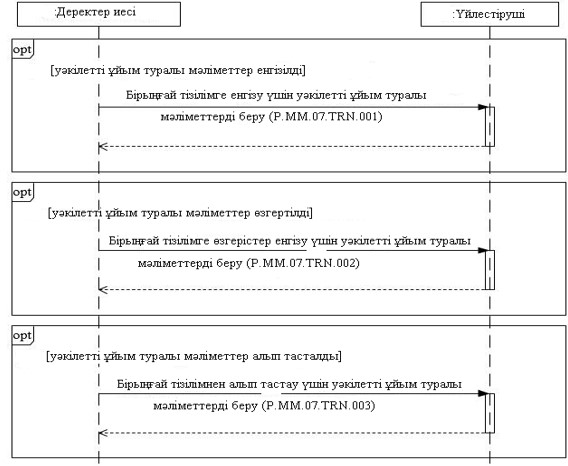 :Деректер иесі
:Үйлестіруші
opt
[уәкілетті ұйым туралы мәліметтер енгізілді]
Бірыңғай тізілімге енгізу үшін уәкілетті ұйым туралы
мәліметтерді беру (P.MM.07.TRN.001)
opt
[уәкілетті ұйым туралы мәліметтер өзгертілді]
Бірыңғай тізілімге өзгерістер енгізу үшін уәкілетті ұйым туралы
мәліметтерді беру (P.MM.07.TRN.002)
opt
[уәкілетті ұйым туралы мәліметтер алып тасталды]
Бірыңғай тізілімнен алып тастау үшін уәкілетті ұйым туралы
мәліметтерді беру (P.MM.07.TRN.003)